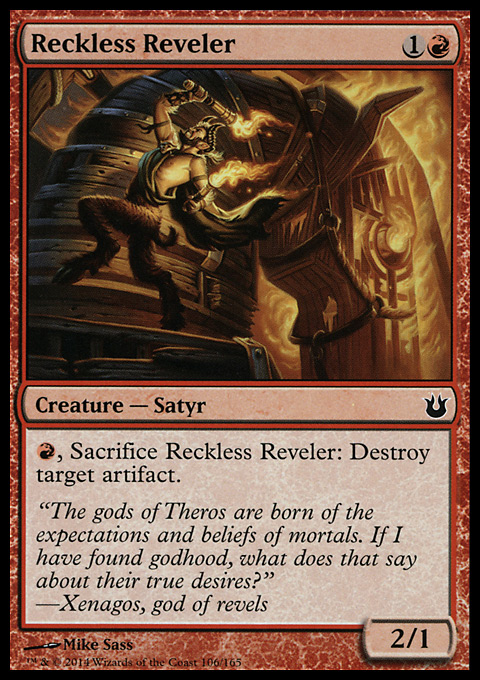 Reckless Reveler 1
Creature — Satyr
, Sacrifice Reckless Reveler: Destroy
target artifact.
“The gods of Theros are born of the
expectations and beliefs of mortals. If I
have found godhood, what does that say
about their true desires?”
—Xenagos, god of revels
Mike Sass
2/1
™ & © 2014 Wizards of the Coast 106/165